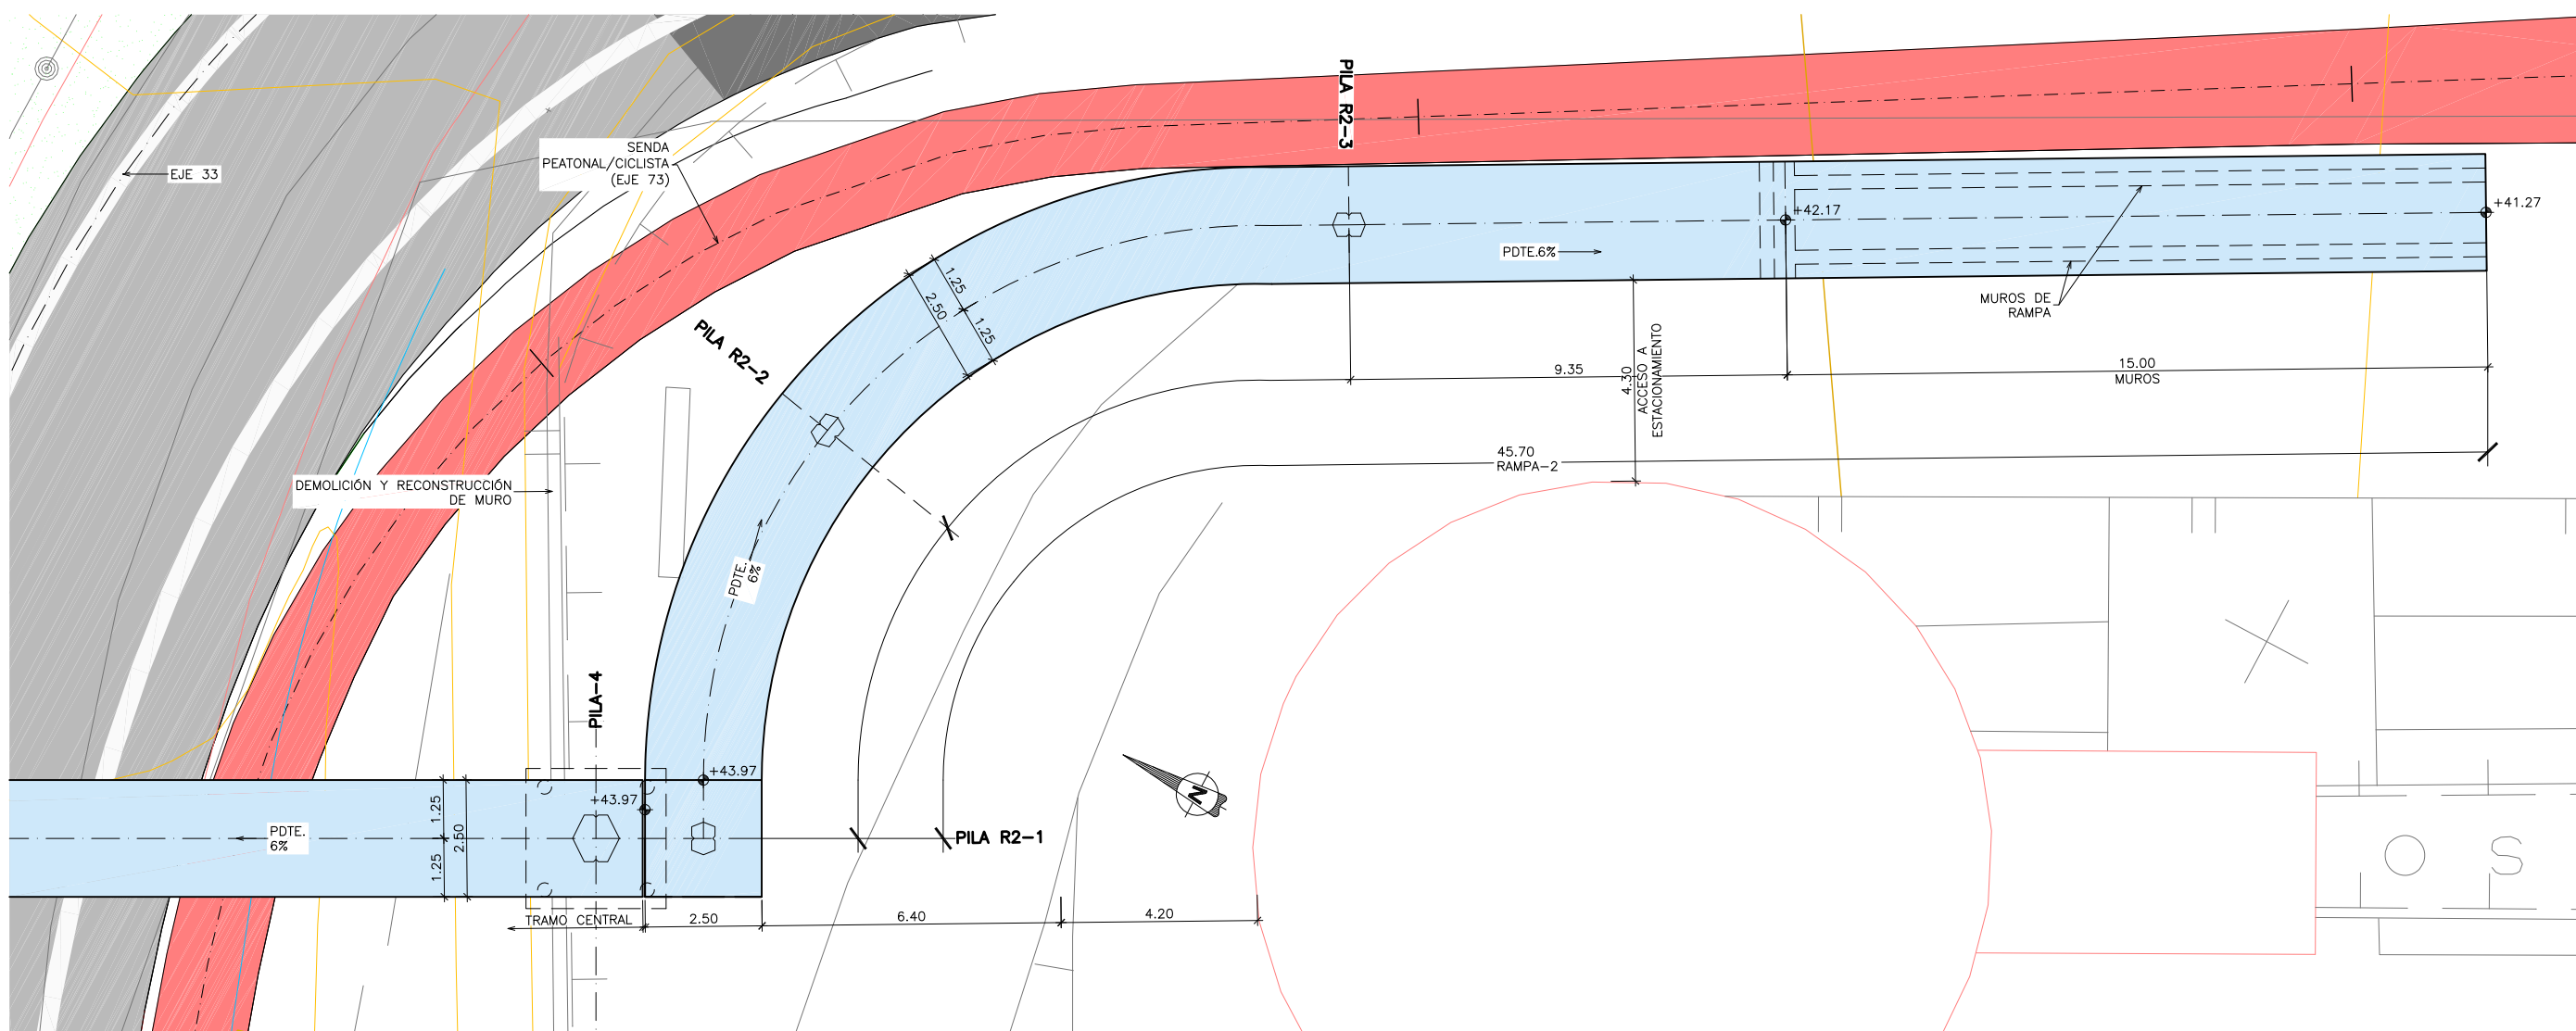 PILA R2-3
SENDA
PEATONAL/CICLISTA
(EJE 73)
EJE 33
+42.17
+41.27
PDTE.6%
1.25
2.50
1.25
MUROS DE
RAMPA
PILA R2-2
9.35
4.30
ACCESO A
ESTACIONAMIENTO
15.00
MUROS
45.70
RAMPA-2
DEMOLICIÓN Y RECONSTRUCCIÓN
DE MURO
PDTE.
6%
PILA-4
+43.97
+43.97
1.25
2.50
1.25
PDTE.
6%
N
PILA R2-1
S
TRAMO CENTRAL
2.50
6.40
4.20